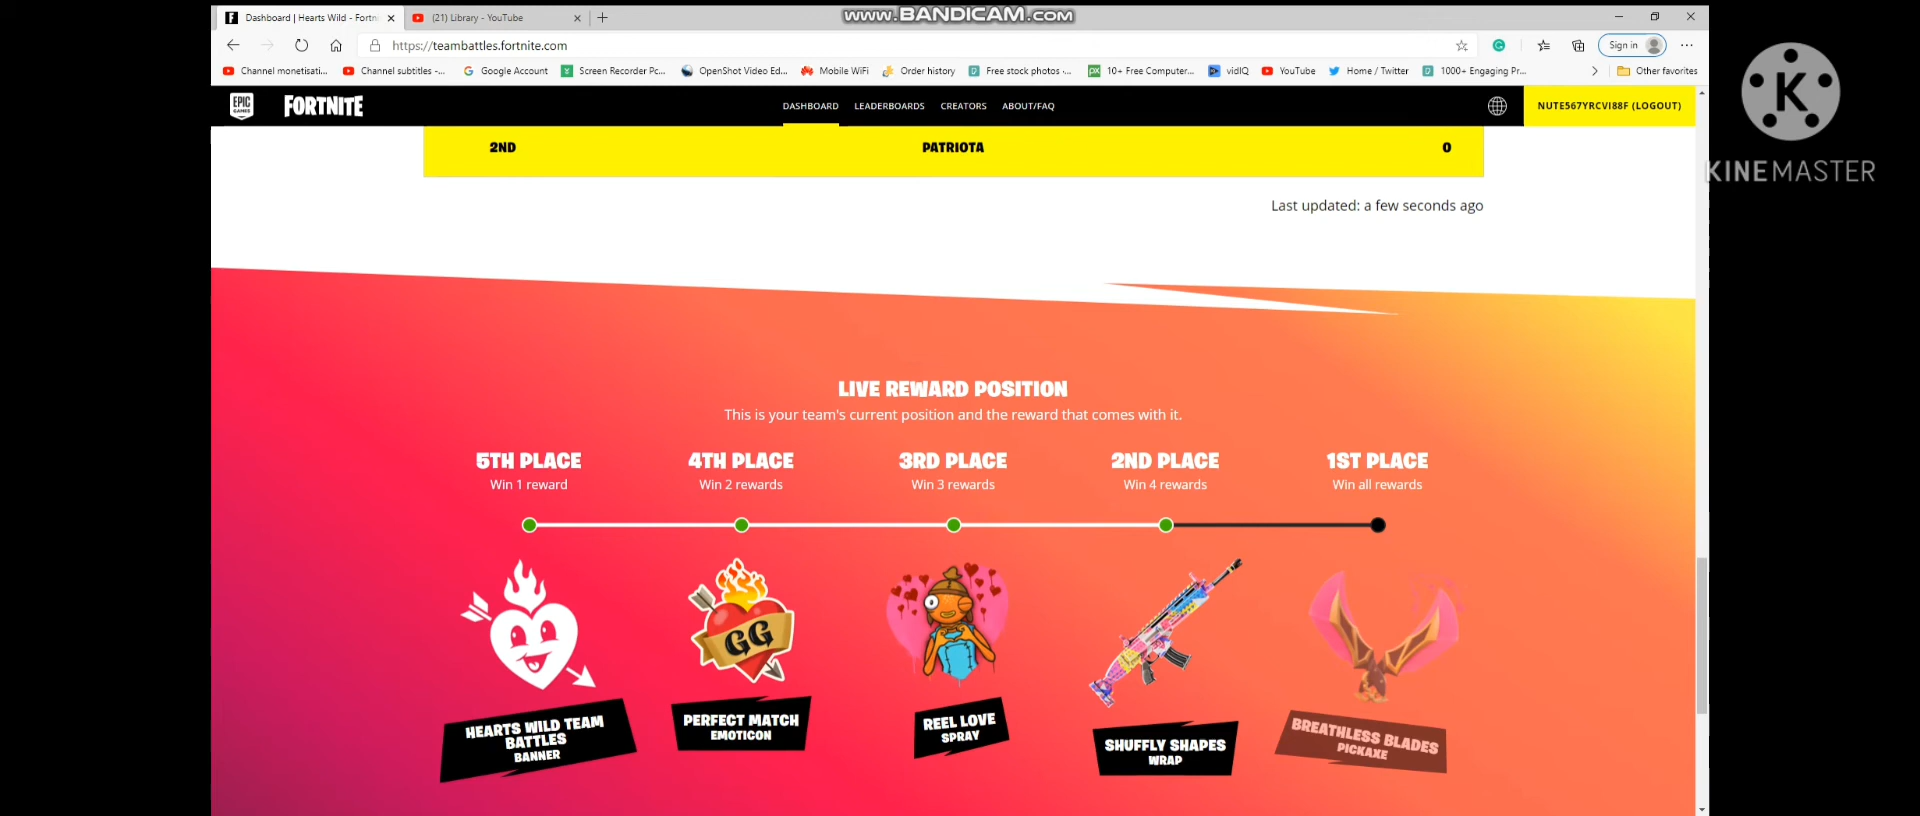 Dashboard | Hearts Wild - Fortn
(21) Library - YouTube
www.BANDICAM.com
https://teambattles.fortnite.com
Sign in
Channel monetisati...
Channel subtitles -...
Google Account
Screen Recorder Pc...
OpenShot Video Ed...
Mobile WiFi
Order history
Free stock photos -...
10+ Free Computer...
vidIQ
YouTube
Home / Twitter
1000+ Engaging Pr...
Other favorites
K
KINEMASTER
EPIC GAMES
FORTNITE
DASHBOARD
LEADERBOARDS
CREATORS
ABOUT/FAQ
NUTE567YRCVI88F (LOGOUT)
2ND
PATRIOTA
0
Last updated: a few seconds ago
LIVE REWARD POSITION
This is your team's current position and the reward that comes with it.
5TH PLACE
Win 1 reward
4TH PLACE
Win 2 rewards
3RD PLACE
Win 3 rewards
2ND PLACE
Win 4 rewards
1ST PLACE
Win all rewards
GG
HEARTS WILD TEAM
BATTLES
BANNER
PERFECT MATCH
EMOTICON
REEL LOVE
SPRAY
SHUFFLY SHAPES
WRAP
BREATHLESS BLADES
PICKAXE